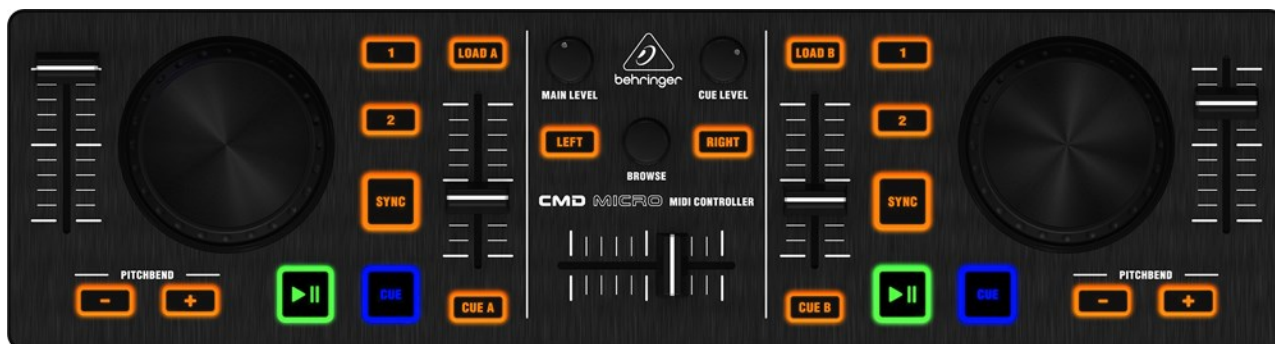 1
LOAD A
2
SYNC
PITCHBEND
- +
CUE
CUE A
behringer
MAIN LEVEL
CUE LEVEL
LEFT
RIGHT
BROWSE
CMD MICRO MIDI CONTROLLER
LOAD B
1
2
SYNC
CUE B
CUE
PITCHBEND
- +